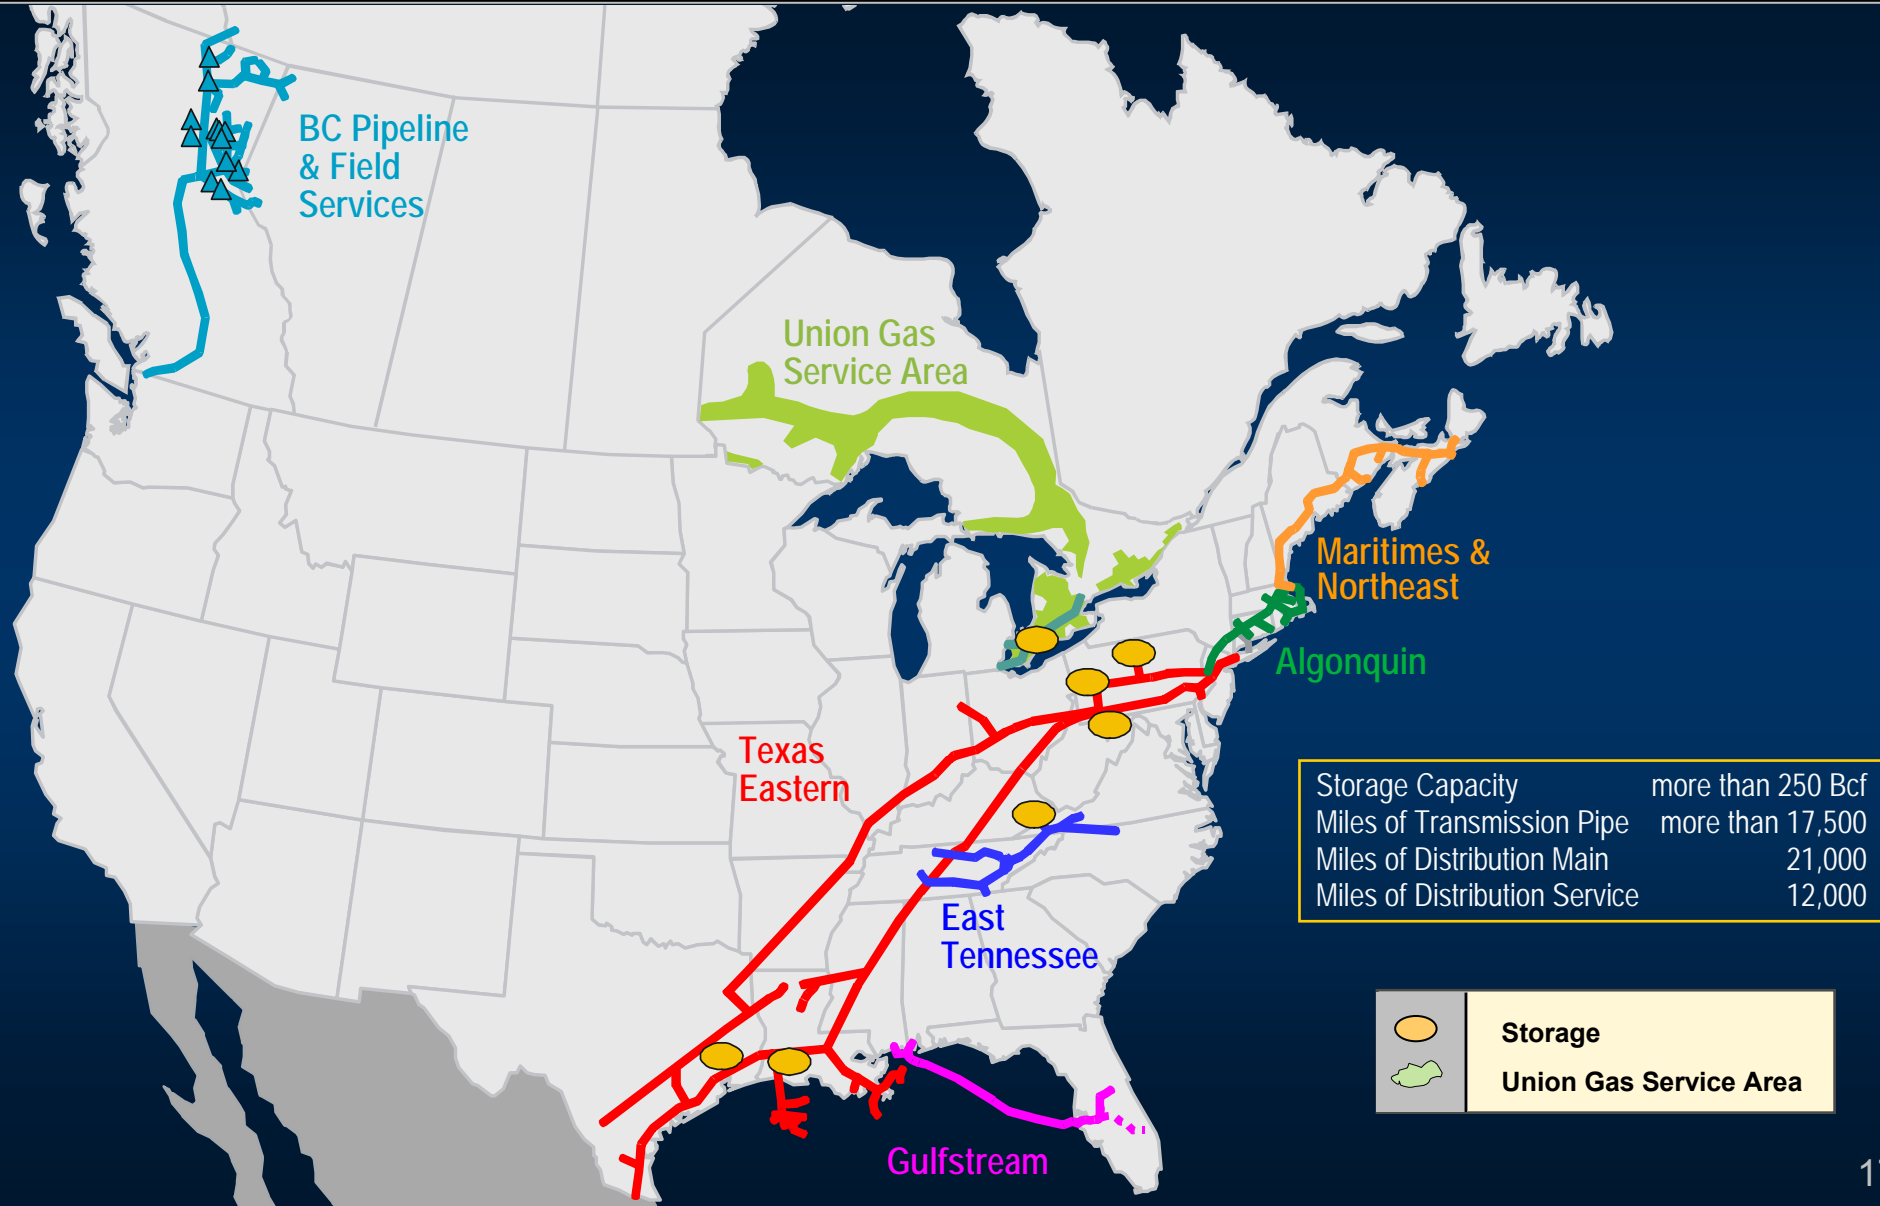 BC Pipeline
& Field
Services
Union Gas
Service Area
Maritimes &
Northeast
Algonquin
Texas
Eastern
Storage Capacity more than 250 Bcf
Miles of Transmission Pipe more than 17,500
Miles of Distribution Main 21,000
Miles of Distribution Service 12,000
East
Tennessee
Storage
Union Gas Service Area
Gulfstream